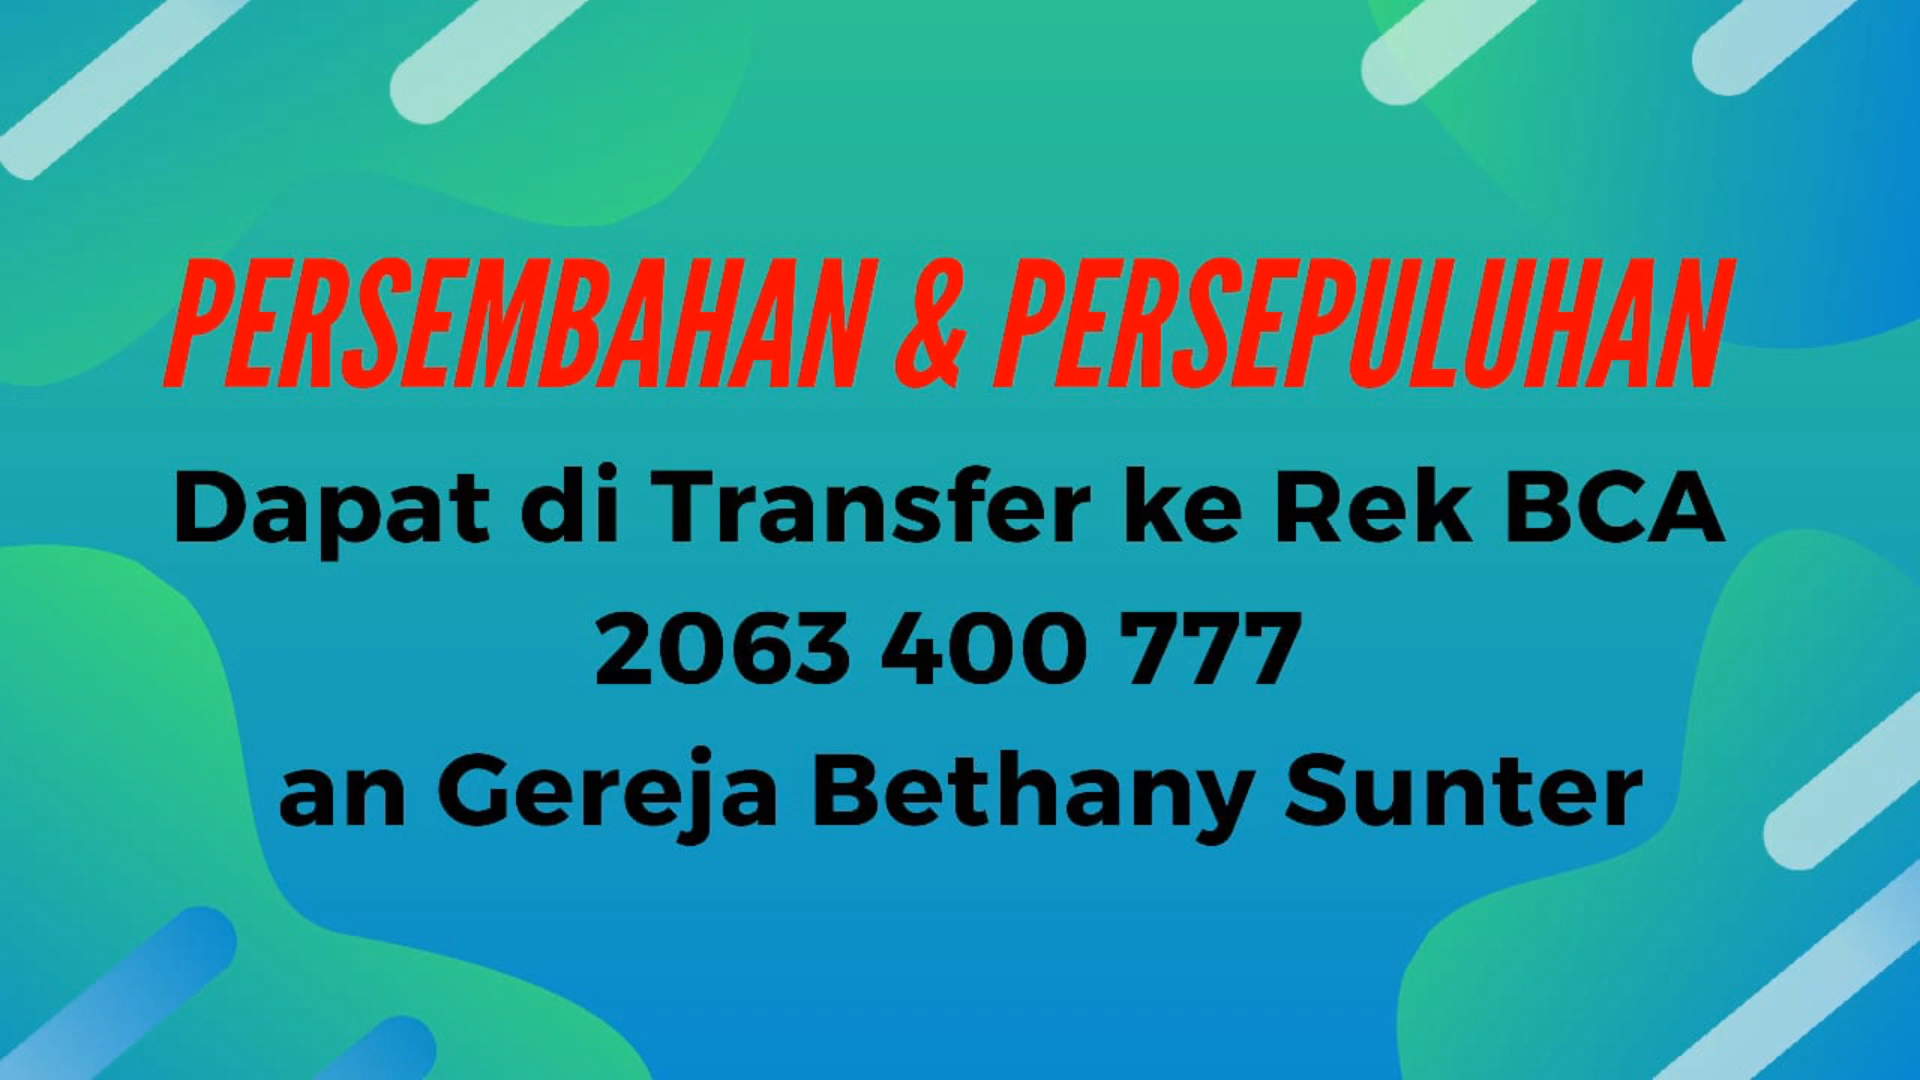 PERSEMBAHAN & PERSEPULUHAN
Dapat di Transfer ke Rek BCA
2063 400 777
an Gereja Bethany Sunter